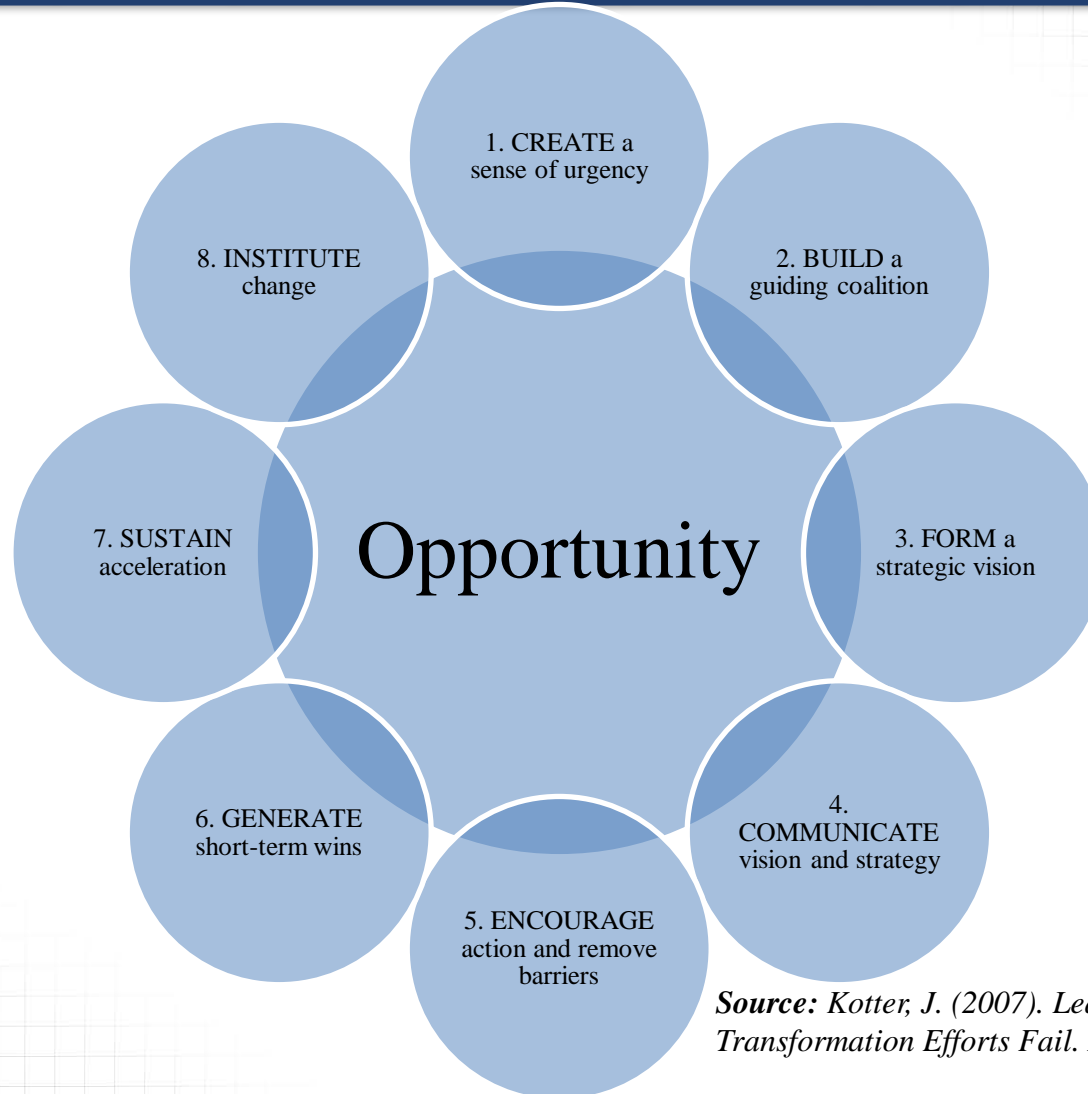 1. CREATE a
sense of urgency
2. BUILD a
guiding coalition
3. FORM a
strategic vision
4.
COMMUNICATE
vision and strategy
5. ENCOURAGE
action and remove
barriers
6. GENERATE
short-term wins
7. SUSTAIN
acceleration
8. INSTITUTE
change
Opportunity
Source: Kotter, J. (2007).
Transformation Efforts Fail.